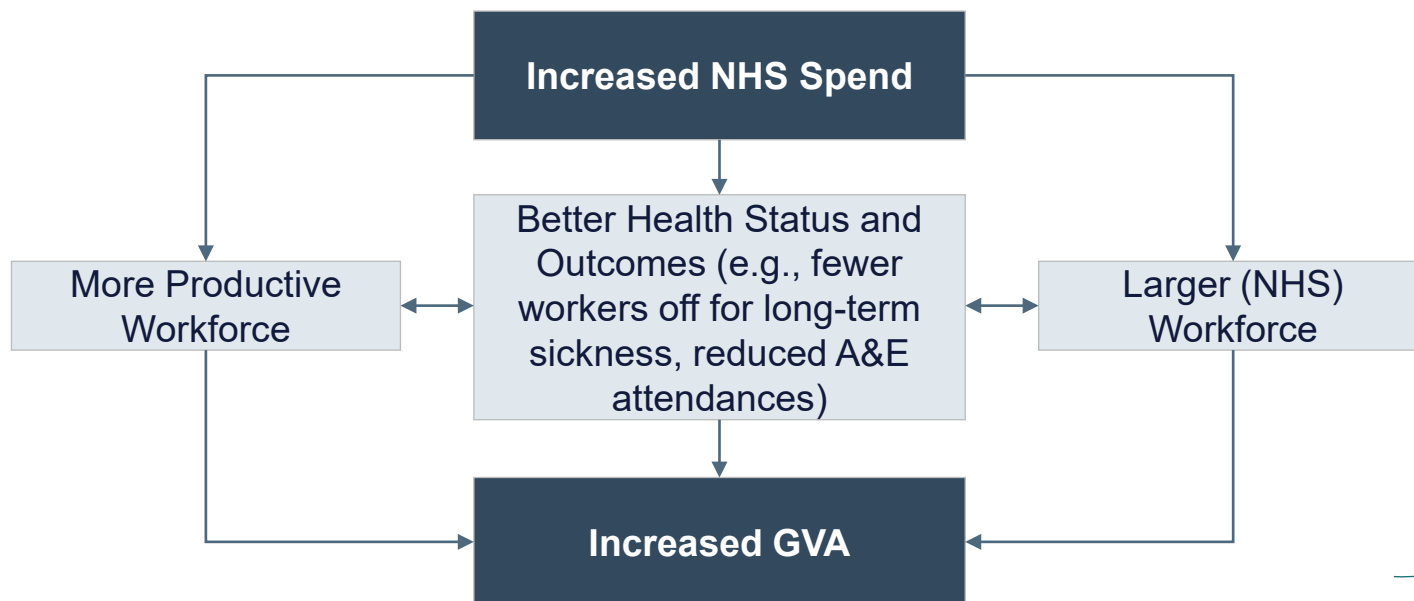 Increased NHS Spend
Better Health Status and
Outcomes (e.g., fewer
workers off for long-term
sickness, reduced A&E
attendances)
More Productive
Workforce
Larger (NHS)
Workforce
Increased GVA